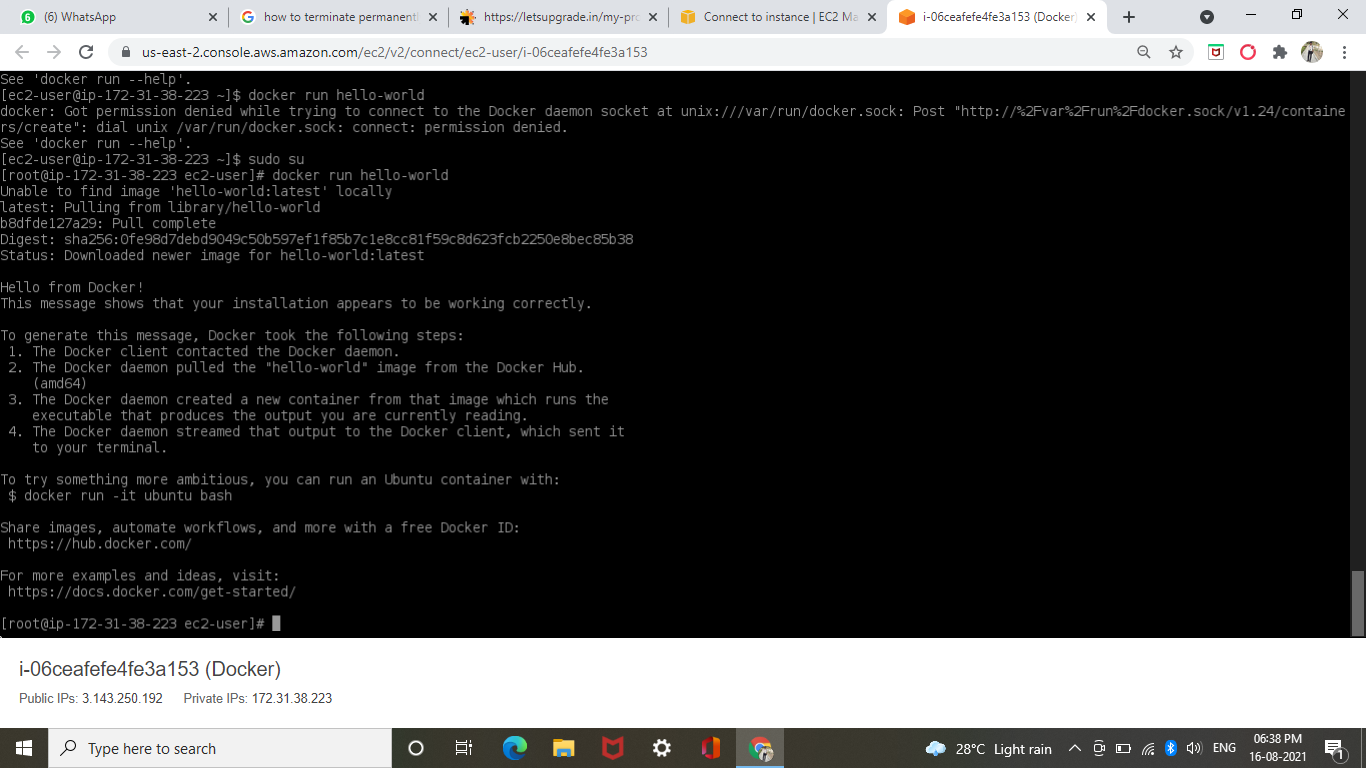 (6) WhatsApp
how to terminate permanentl
https://letsupgrade.in/my-pro
Connect to instance | EC2 Ma
i-06ceafefe4fe3a153 (Docker)
us-east-2.console.aws.amazon.com/ec2/v2/connect/ec2-user/i-06ceafefe4fe3a153
See 'docker run --help'.
[ec2-user@ip-172-31-38-223 ~]$ docker run hello-world
docker: Got permission denied while trying to connect to the Docker daemon socket at unix:///var/run/docker.sock: Post "http://%2Fvar%2Frun%2Fdocker.sock/v1.24/containe
rs/create": dial unix /var/run/docker.sock: connect: permission denied.
See 'docker run --help'.
[ec2-user@ip-172-31-38-223 ~]$ sudo su
[root@ip-172-31-38-223 ec2-user]# docker run hello-world
Unable to find image 'hello-world:latest' locally
latest: Pulling from library/hello-world
b8dfde127a29: Pull complete
Digest: sha256:0fe98d7debd9049c50b597ef1f85b7c1e8cc81f59c8d623fcb2250e8bec85b38
Status: Downloaded newer image for hello-world:latest
Hello from Docker!
This message shows that your installation appears to be working correctly.
To generate this message, Docker took the following steps:
1. The Docker client contacted the Docker daemon.
2. The Docker daemon pulled the "hello-world" image from the Docker Hub.
(amd64)
3. The Docker daemon created a new container from that image which runs the
executable that produces the output you are currently reading.
4. The Docker daemon streamed that output to the Docker client, which sent it
to your terminal.
To try something more ambitious, you can run an Ubuntu container with:
$ docker run -it ubuntu bash
Share images, automate workflows, and more with a free Docker ID:
https://hub.docker.com/
For more examples and ideas, visit:
https://docs.docker.com/get-started/
[root@ip-172-31-38-223 ec2-user]#
i-06ceafefe4fe3a153 (Docker)
Public IPs: 3.143.250.192 Private IPs: 172.31.38.223
Type here to search
28°C Light rain
ENG
06:38 PM
16-08-2021
1